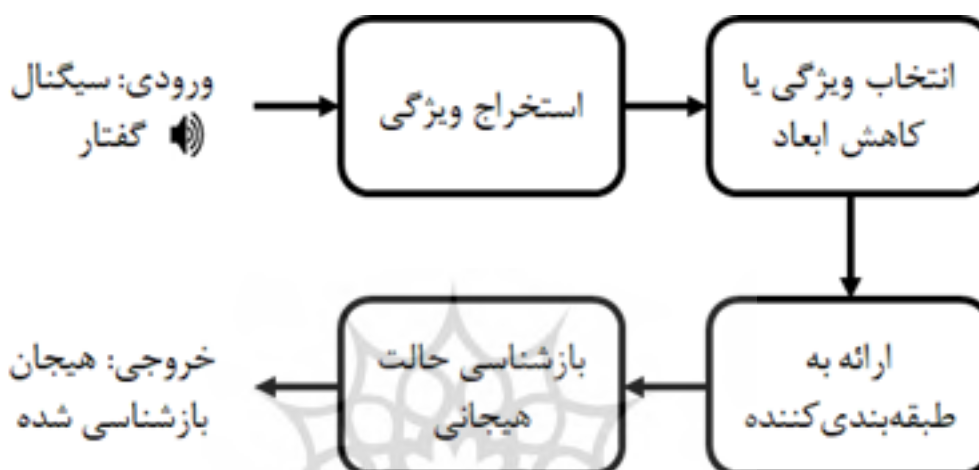 ورودی: سیگنال
گفتار
استخراج ویژگی
انتخاب ویژگی یا
کاهش ابعاد
ارائه به
طبقه‌بندی‌کننده
بازشناسی حالت
هیجانی
خروجی: هیجان
بازشناسی شده